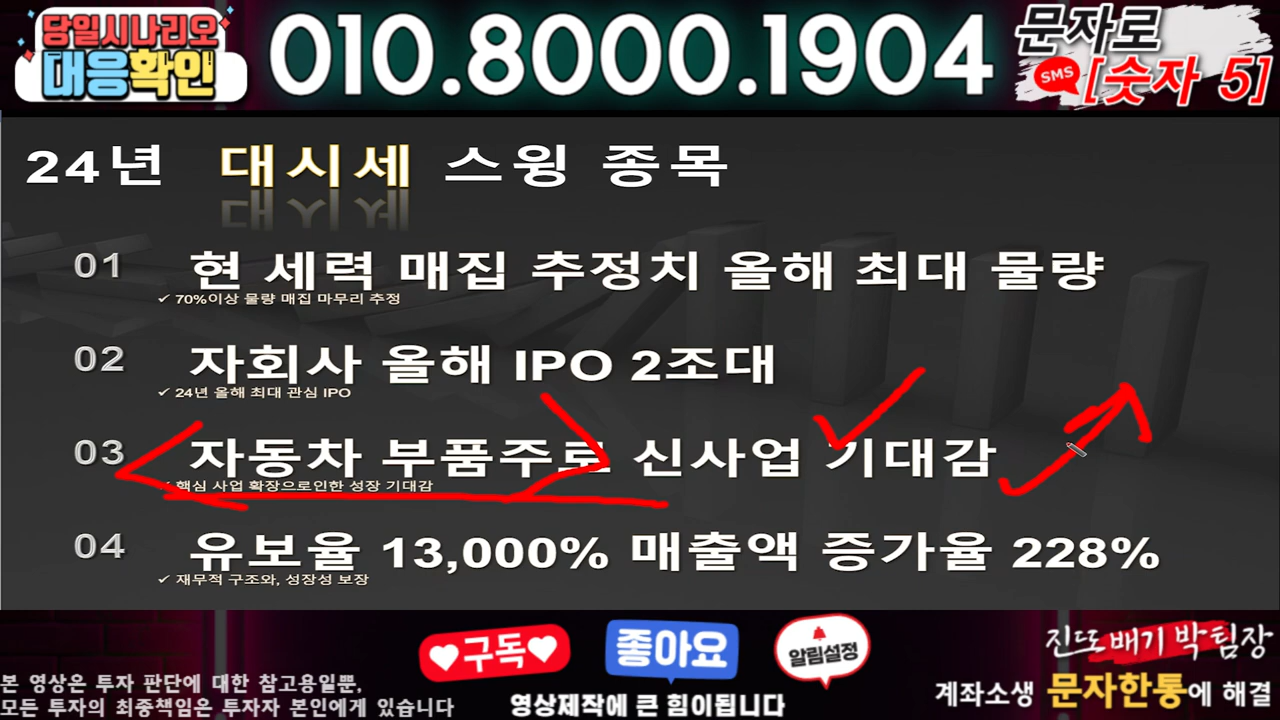 당일시나리오
대응확인
010.8000.1904
문자로
SMS [숫자 5]
24년 대시세 스윙 종목
01 현 세력 매집 추정치 올해 최대 물량
✓ 70%이상 물량 매집 마무리 추정
02 자회사 올해 IPO 2조대
✓ 24년 올해 최대 관심 IPO
03 자동차 부품주로 신사업 기대감
✓ 핵심 사업 확장으로인한 성장 기대감
04 유보율 13,000% 매출액 증가율 228%
✓ 재무적 구조와, 성장성 보장
구독
좋아요
알림설정
영상제작에 큰 힘이됩니다
본 영상은 투자 판단에 대한 참고용일뿐,
모든 투자의 최종책임은 투자자 본인에게 있습니다
진또배기 박팀장
계좌소생 문자한통에 해결